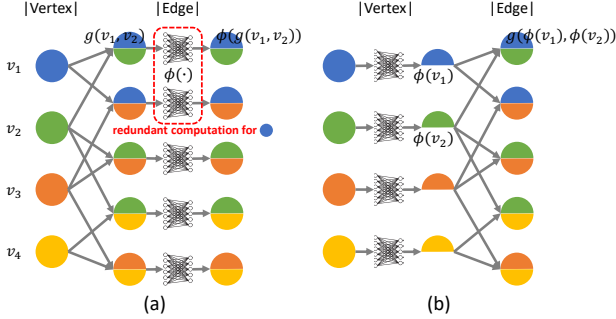 |Vertex| |Edge| |Vertex| |Edge|
g(v₁, v₂) ϕ(g(v₁, v₂)) g(ϕ(v₁), ϕ(v₂))
v₁ ϕ(·) ϕ(v₁)
redundant computation for
v₂ ϕ(v₂)
v₃
v₄
(a) (b)